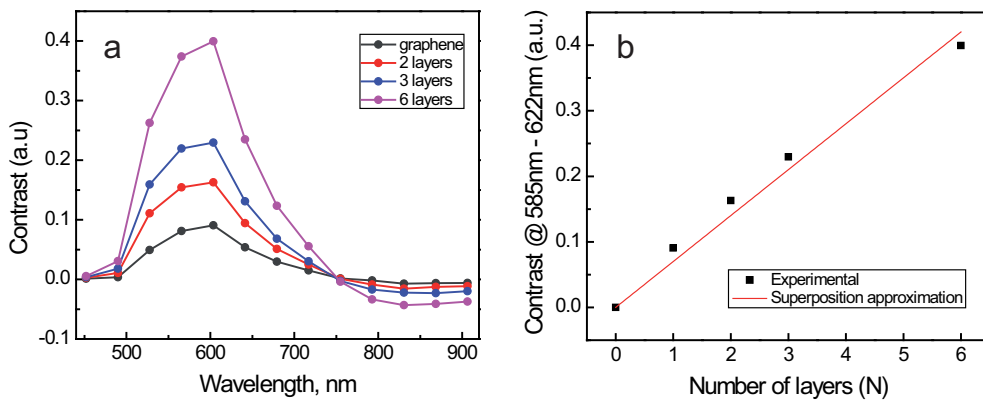 a
graphene
2 layers
3 layers
6 layers
Contrast (a.u)
0.4
0.3
0.2
0.1
0.0
-0.1
500
600
700
800
900
Wavelength, nm
b
Contrast @ 585nm - 622nm (a.u.)
0.4
0.3
0.2
0.1
0.0
Experimental
Superposition approximation
0
1
2
3
4
5
6
Number of layers (N)